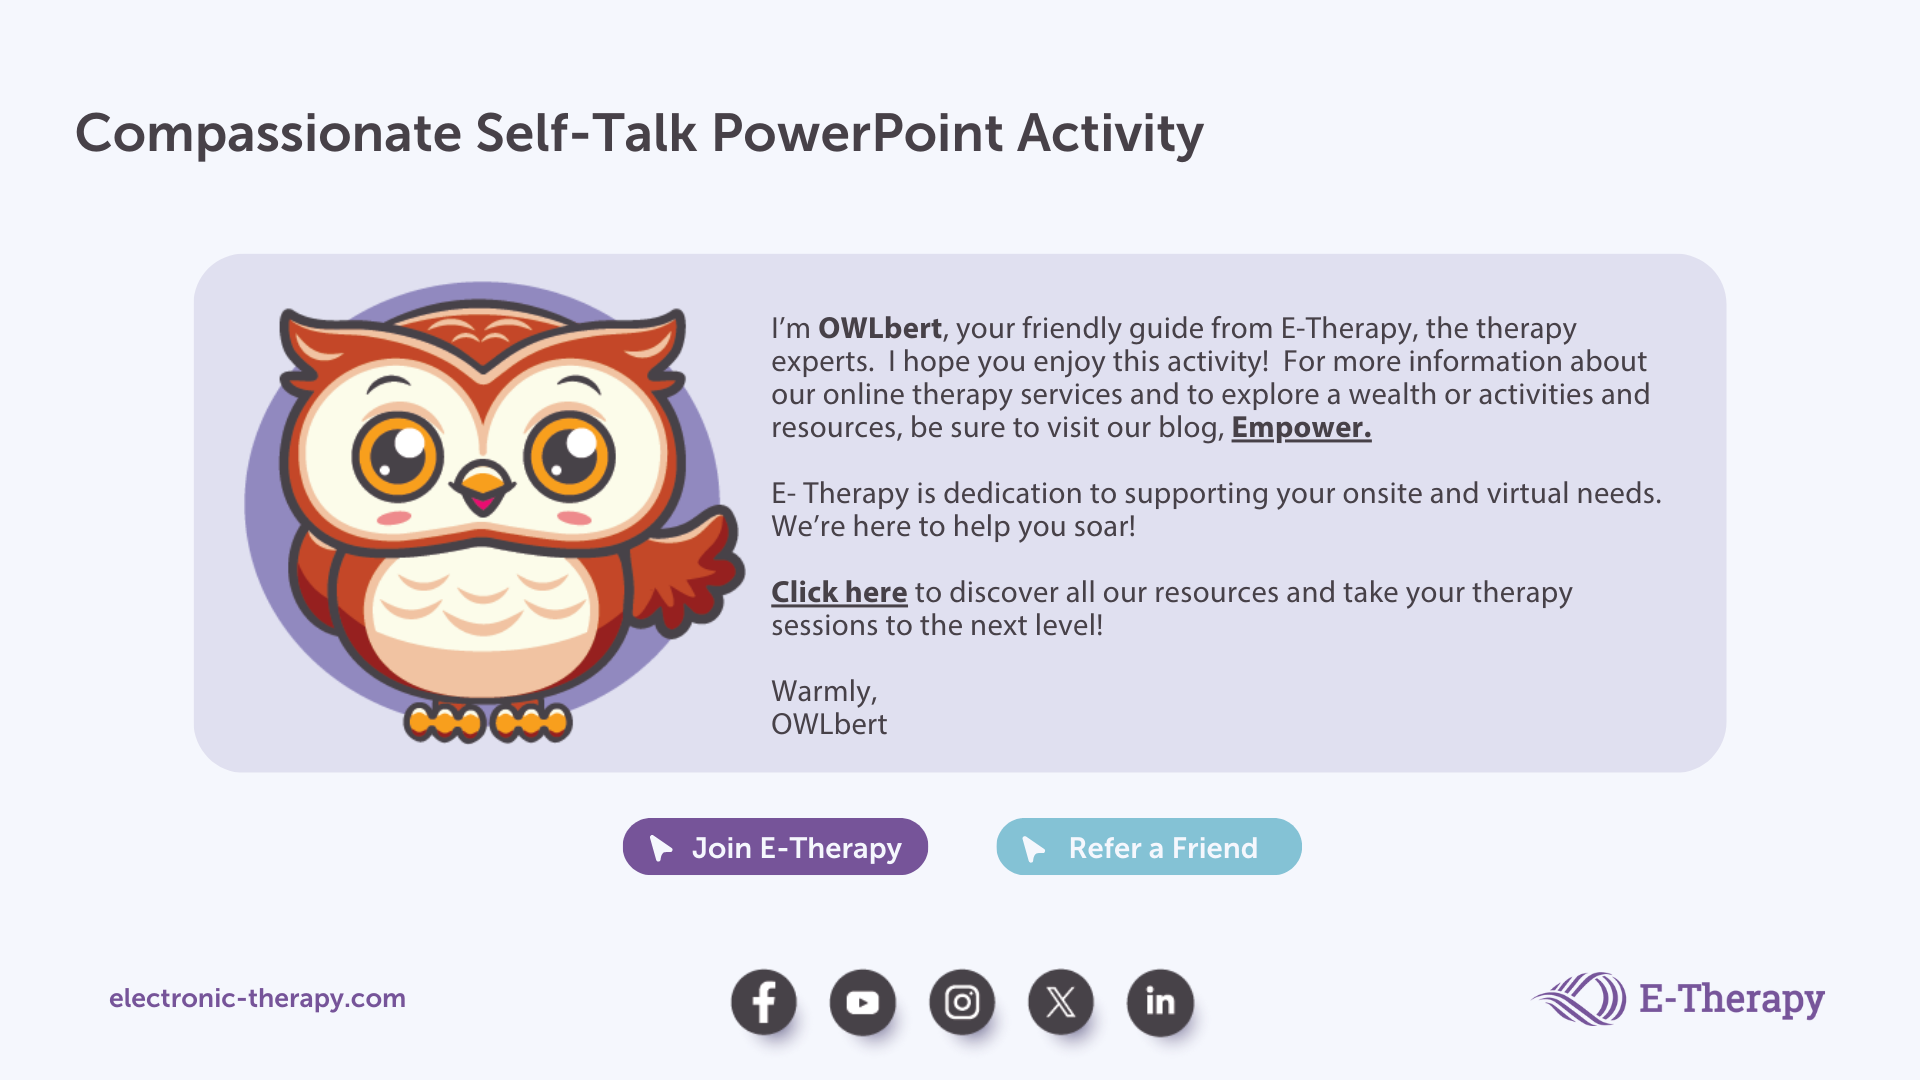 Compassionate Self-Talk PowerPoint Activity
I’m OWLbert, your friendly guide from E-Therapy, the therapy
experts.  I hope you enjoy this activity!  For more information about
our online therapy services and to explore a wealth or activities and
resources, be sure to visit our blog, Empower.
E- Therapy is dedication to supporting your onsite and virtual needs.
We’re here to help you soar!
Click here to discover all our resources and take your therapy
sessions to the next level!
Warmly,
OWLbert
Join E-Therapy
Refer a Friend
electronic-therapy.com
E-Therapy